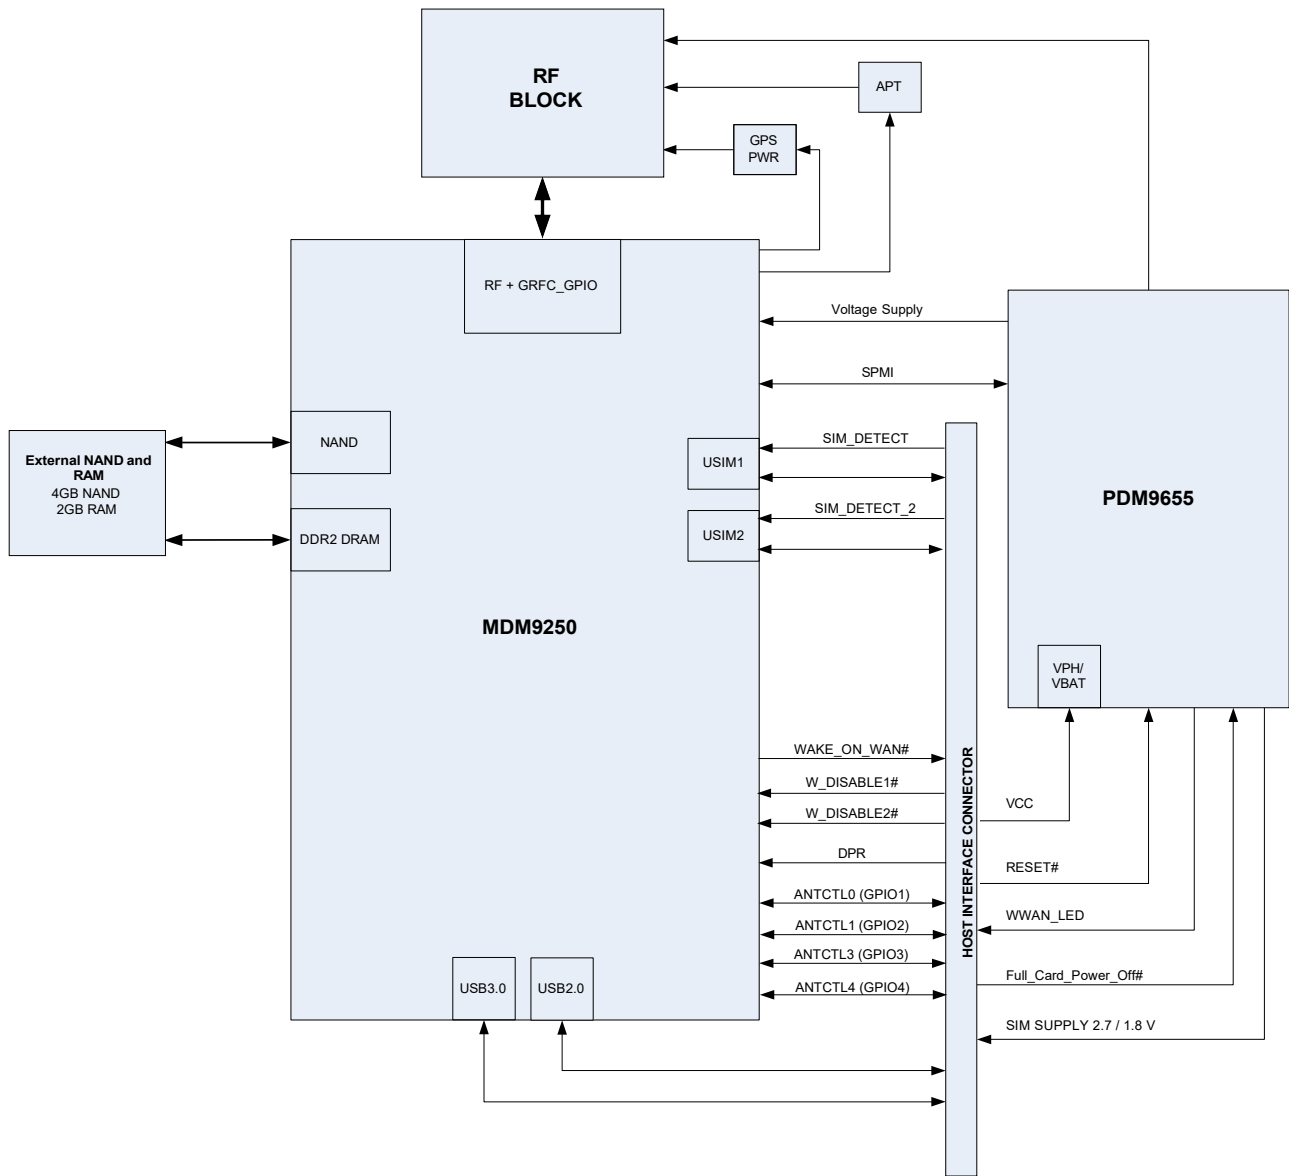 RF
BLOCK
APT
GPS
PWR
RF + GRFC_GPIO
Voltage Supply
SPMI
NAND
External NAND and
RAM
4GB NAND
2GB RAM
DDR2 DRAM
USIM1
SIM_DETECT
USIM2
SIM_DETECT_2
PDM9655
MDM9250
VPH/
VBAT
HOST INTERFACE CONNECTOR
WAKE_ON_WAN#
W_DISABLE1#
W_DISABLE2#
DPR
ANTCTL0 (GPIO1)
ANTCTL1 (GPIO2)
ANTCTL3 (GPIO3)
ANTCTL4 (GPIO4)
VCC
RESET#
WWAN_LED
Full_Card_Power_Off#
SIM SUPPLY 2.7 / 1.8 V
USB3.0
USB2.0